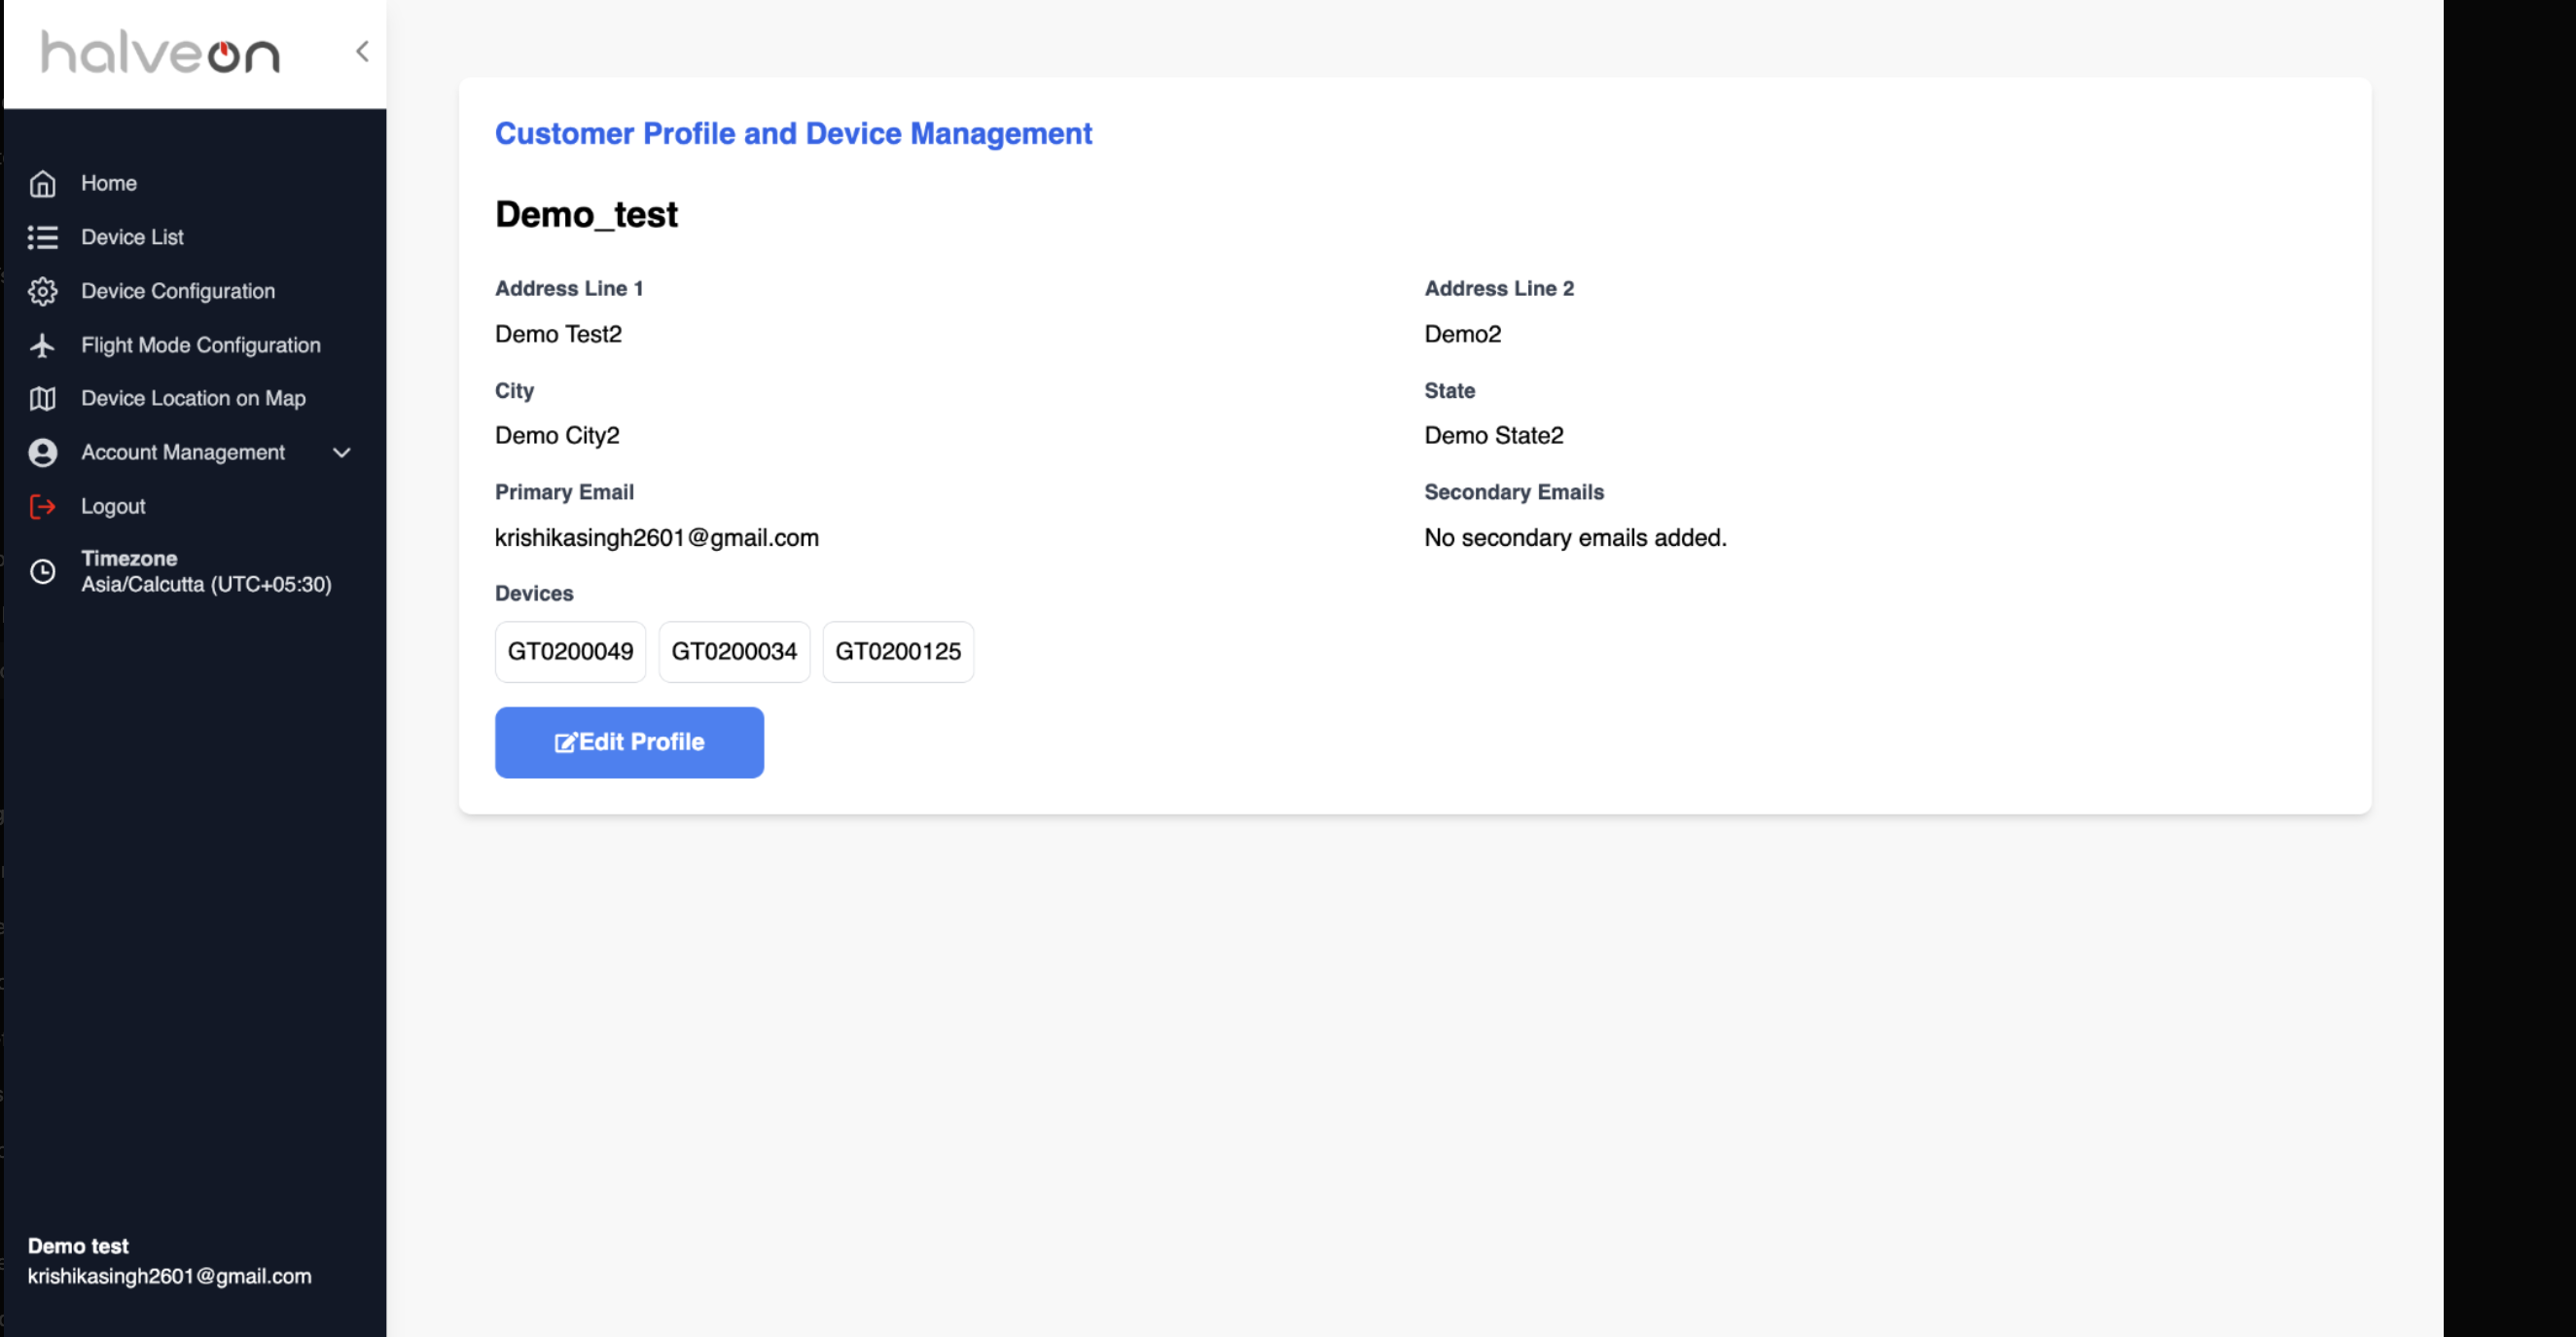 halveon
Home
Device List
Device Configuration
Flight Mode Configuration
Device Location on Map
Account Management
Logout
Timezone
Asia/Calcutta (UTC+05:30)
Demo test
krishikasingh2601@gmail.com
Customer Profile and Device Management
Demo_test
Address Line 1
Demo Test2
Address Line 2
Demo2
City
Demo City2
State
Demo State2
Primary Email
krishikasingh2601@gmail.com
Secondary Emails
No secondary emails added.
Devices
GT0200049 GT0200034 GT0200125
Edit Profile